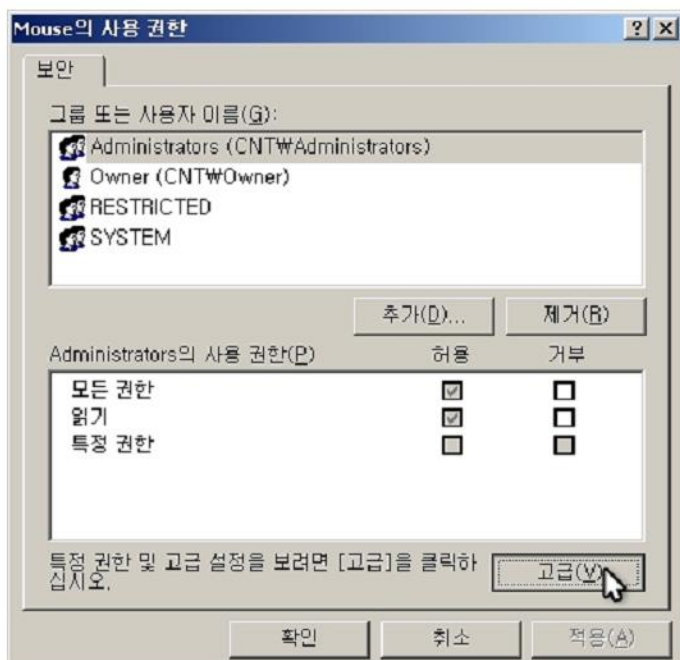 Mouse의 사용 권한
보안
그룹 또는 사용자 이름(G):
Administrators (CNT₩Administrators)
Owner (CNT₩Owner)
RESTRICTED
SYSTEM
추가(D)... 제거(R)
Administrators의 사용 권한(P) 허용 거부
모든 권한
읽기
특정 권한
특정 권한 및 고급 설정을 보려면 [고급]을 클릭하
십시오.
고급(V)
확인 취소 적용(A)